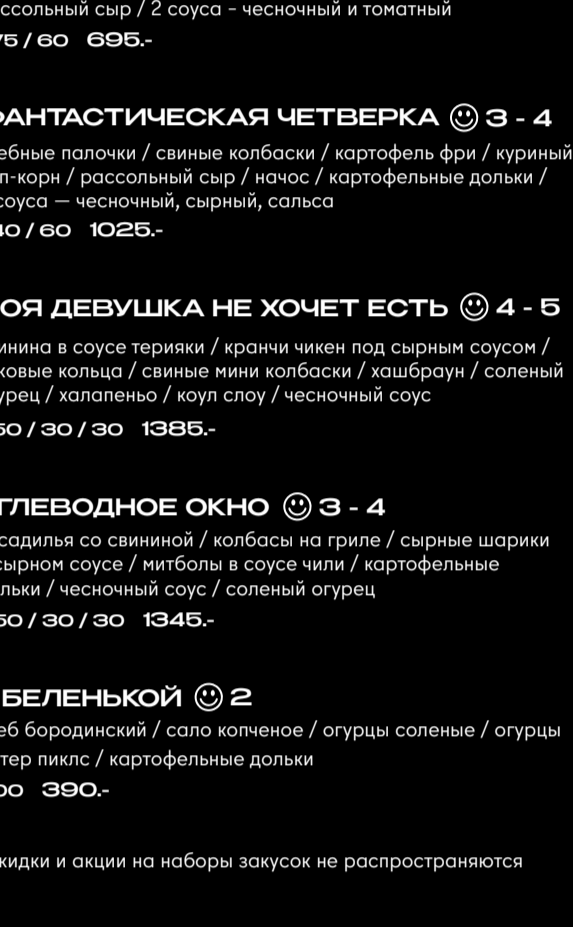 ссольный сыр / 2 соуса - чесночный и томатный
75 / 60 695.-
ФАНТАСТИЧЕСКАЯ ЧЕТВЕРКА 3 - 4
ебные палочки / свиные колбаски / картофель фри / куриный
п-корн / рассольный сыр / начос / картофельные дольки /
соуса — чесночный, сырный, сальса
40 / 60 1025.-
ОЯ ДЕВУШКА НЕ ХОЧЕТ ЕСТЬ 4 - 5
инина в соусе терияки / кранчи чикен под сырным соусом /
ковые кольца / свиные мини колбаски / хашбраун / соленый
урец / халапеньо / коул слоу / чесночный соус
50 / 30 / 30 1385.-
ГЛЕВОДНОЕ ОКНО 3 - 4
садилья со свининой / колбасы на гриле / сырные шарики
сырном соусе / митболы в соусе чили / картофельные
льки / чесночный соус / соленый огурец
50 / 30 / 30 1345.-
БЕЛЕНЬКОЙ 2
еб бородинский / сало копченое / огурцы соленые / огурцы
тер пиклс / картофельные дольки
00 390.-
кидки и акции на наборы закусок не распространяются